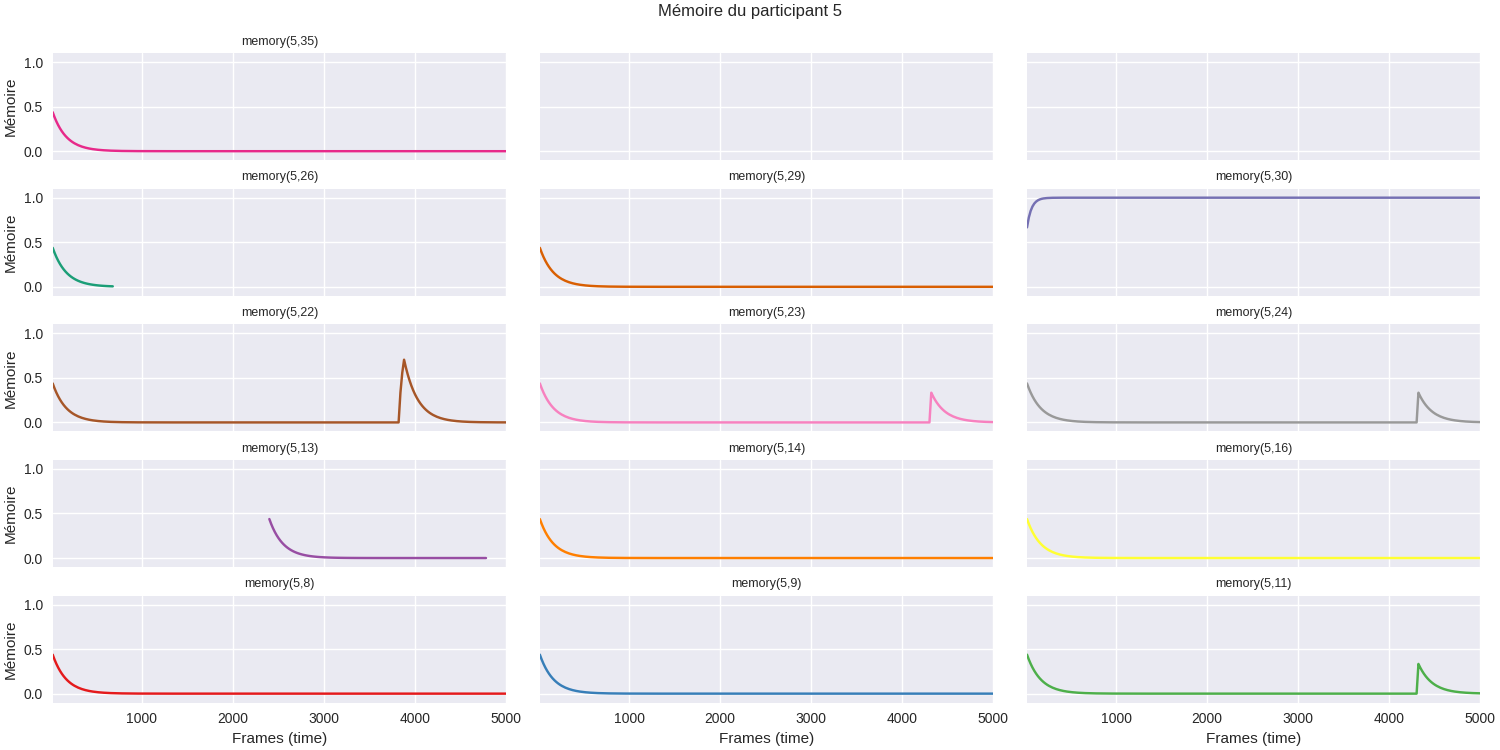 Mémoire du participant 5
memory(5,35)
1.0
0.5
0.0
Mémoire
memory(5,26) memory(5,29) memory(5,30)
1.0
0.5
0.0
Mémoire
memory(5,22) memory(5,23) memory(5,24)
1.0
0.5
0.0
Mémoire
memory(5,13) memory(5,14) memory(5,16)
1.0
0.5
0.0
Mémoire
memory(5,8) memory(5,9) memory(5,11)
1.0
0.5
0.0
Mémoire
1000 2000 3000 4000 5000 1000 2000 3000 4000 5000 1000 2000 3000 4000 5000
Frames (time) Frames (time) Frames (time)